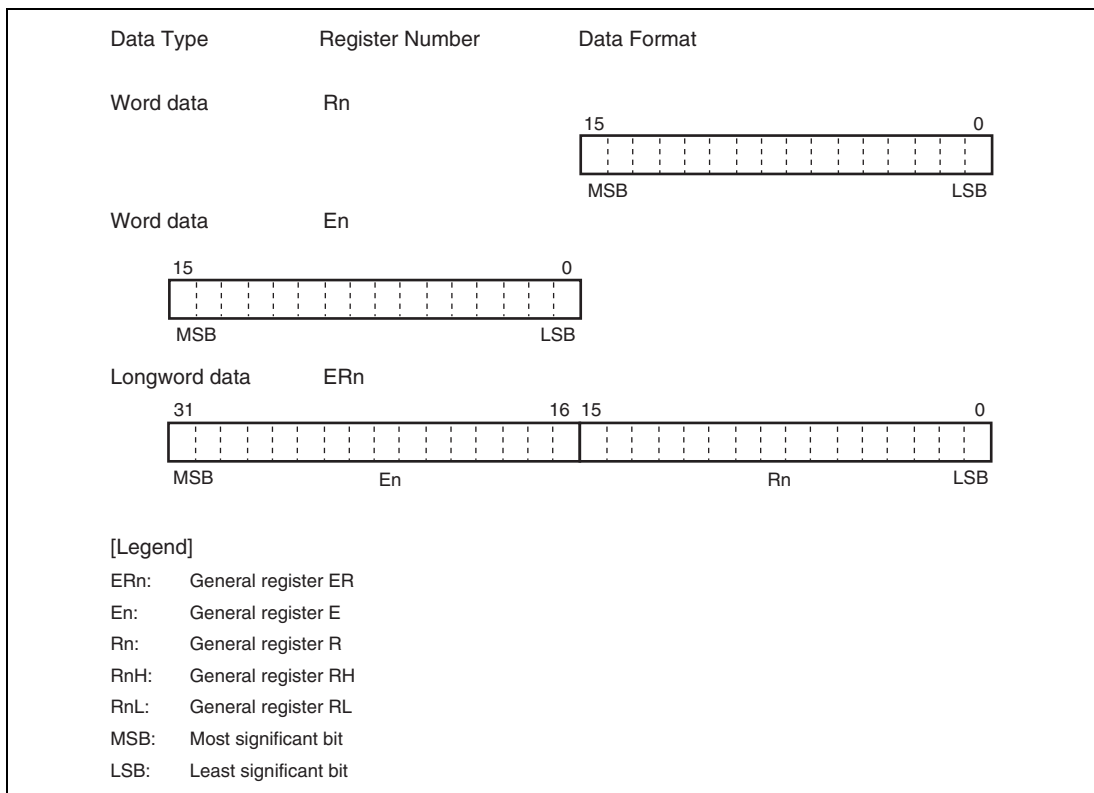 Data Type Register Number Data Format
Word data Rn
15 0
MSB LSB
Word data En
15 0
MSB LSB
Longword data ERn
31 16 15 0
MSB En Rn LSB
[Legend]
ERn: General register ER
En: General register E
Rn: General register R
RnH: General register RH
RnL: General register RL
MSB: Most significant bit
LSB: Least significant bit